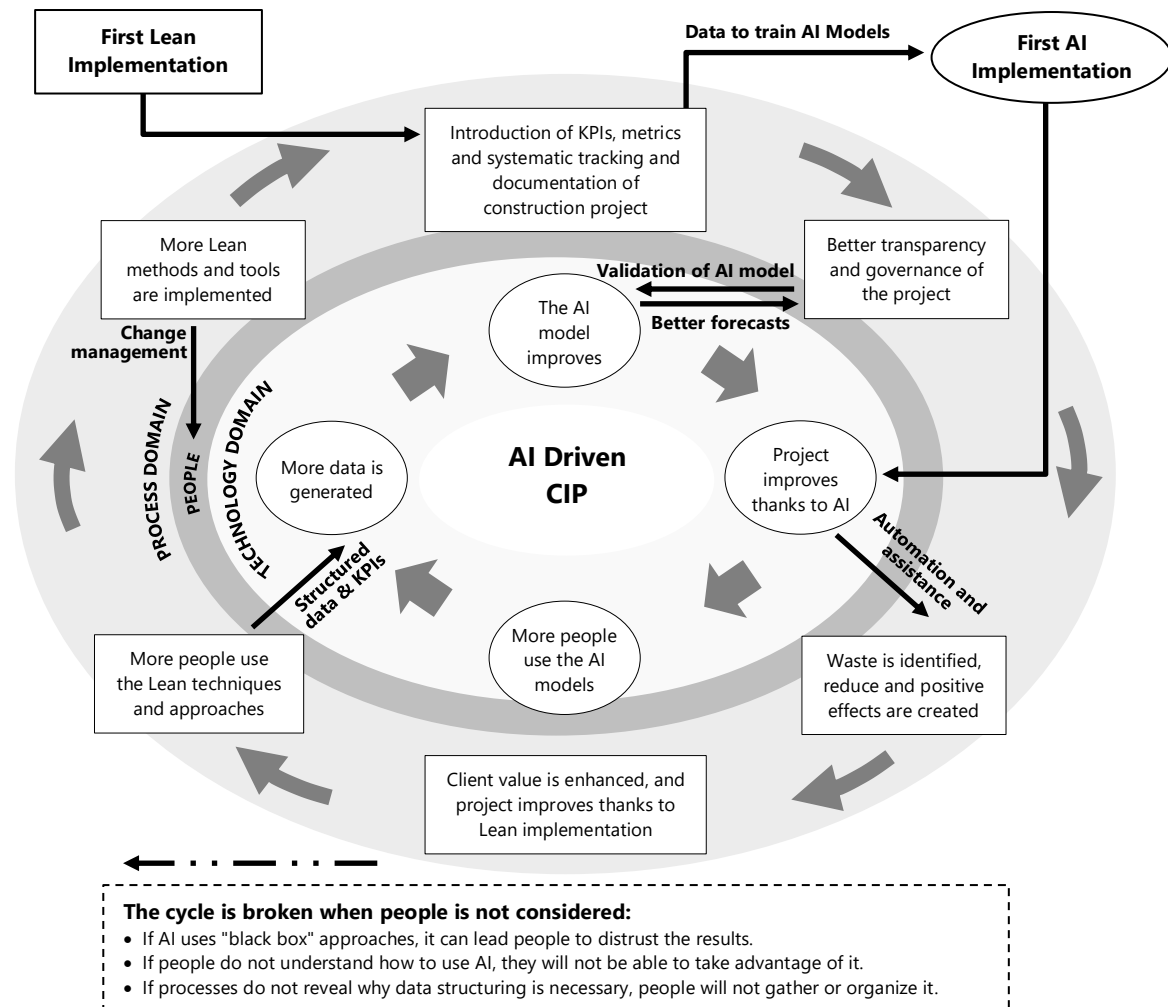 First Lean
Implementation
Data to train AI Models
First AI
Implementation
Introduction of KPIs, metrics
and systematic tracking and
documentation of
construction project
More Lean
methods and tools
are implemented
Better transparency
and governance of
the project
Validation of AI model
Better forecasts
The AI
model
improves
Change
management
PROCESS DOMAIN
PEOPLE
TECHNOLOGY DOMAIN
More data is
generated
AI Driven
CIP
Project
improves
thanks to AI
Automation and
assistance
Structured
data & KPIs
More people use
the Lean techniques
and approaches
More people
use the AI
models
Waste is identified,
reduce and positive
effects are created
Client value is enhanced, and
project improves thanks to
Lean implementation
The cycle is broken when people is not considered:
• If AI uses "black box" approaches, it can lead people to distrust the results.
• If people do not understand how to use AI, they will not be able to take advantage of it.
• If processes do not reveal why data structuring is necessary, people will not gather or organize it.